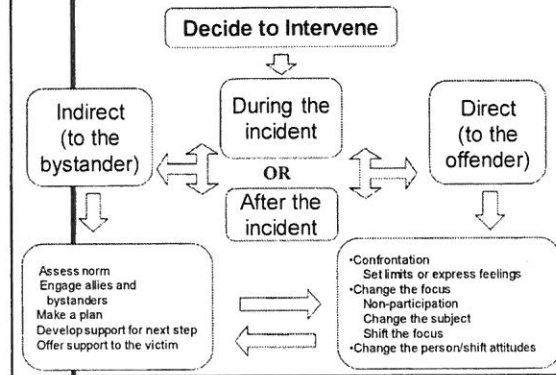 Decide to Intervene
Indirect
(to the
bystander)
During the
incident
OR
After the
incident
Direct
(to the
offender)
Assess norm
Engage allies and
bystanders
Make a plan
Develop support for next step
Offer support to the victim
•Confrontation
Set limits or express feelings
•Change the focus
Non-participation
Change the subject
Shift the focus
•Change the person/shift attitudes